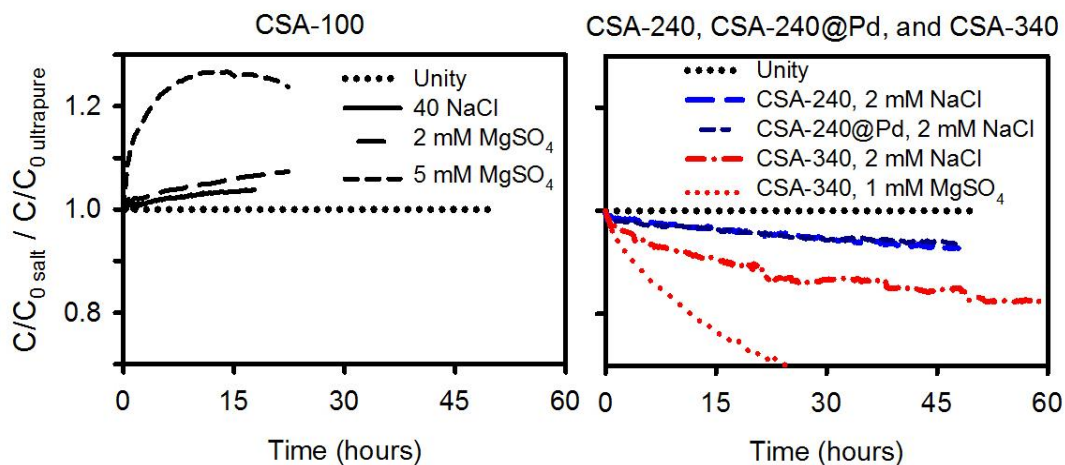 CSA-100
C/C0 salt / C/C0 ultrapure
1.2
1.0
0.8
Unity
40 NaCl
2 mM MgSO4
5 mM MgSO4
0 15 30 45 60
Time (hours)
CSA-240, CSA-240@Pd, and CSA-340
Unity
CSA-240, 2 mM NaCl
CSA-240@Pd, 2 mM NaCl
CSA-340, 2 mM NaCl
CSA-340, 1 mM MgSO4
0 15 30 45 60
Time (hours)